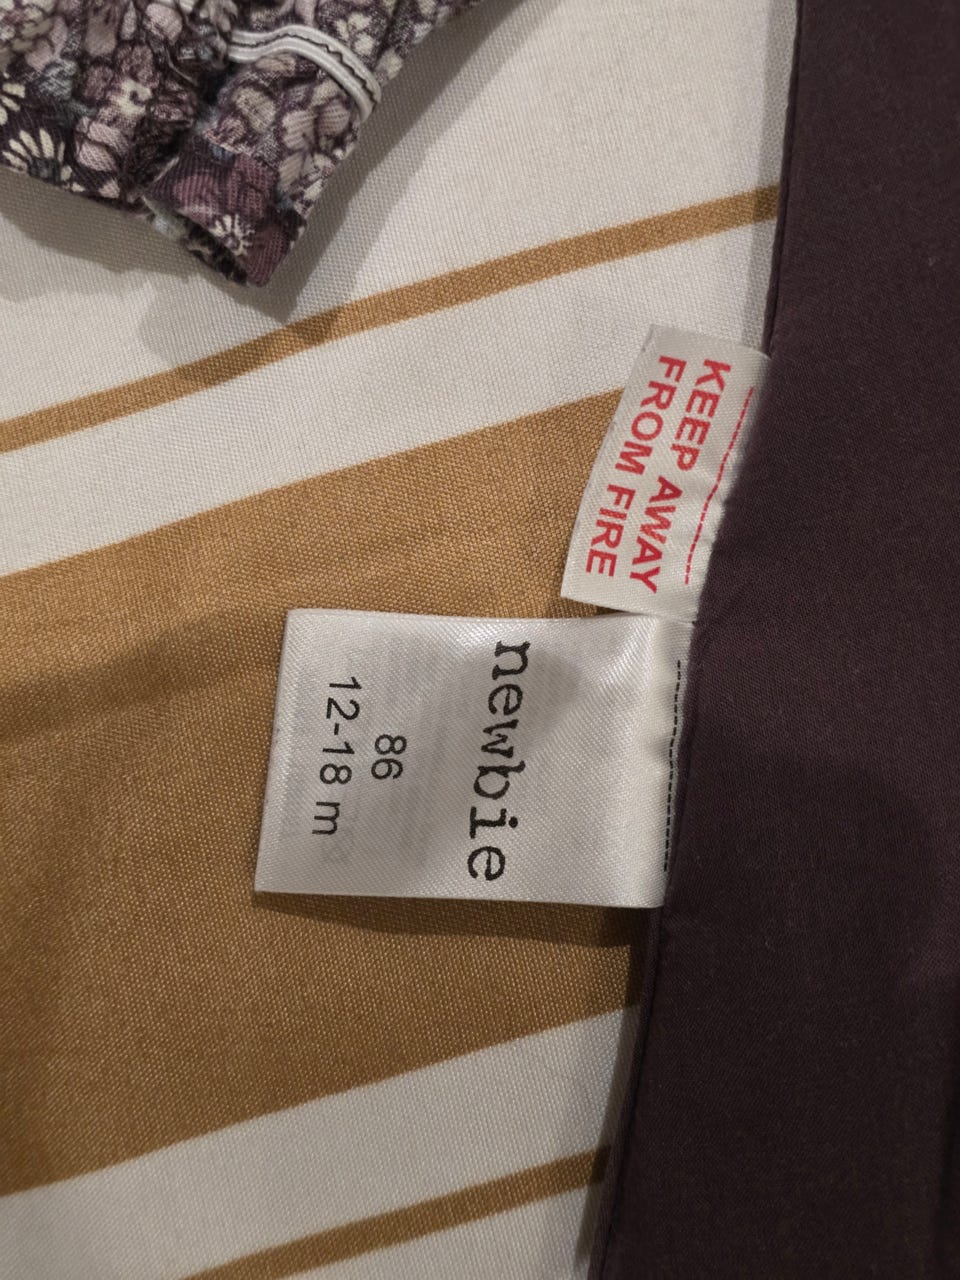 KEEP AWAY
FROM FIRE
newbie
86
12-18 m